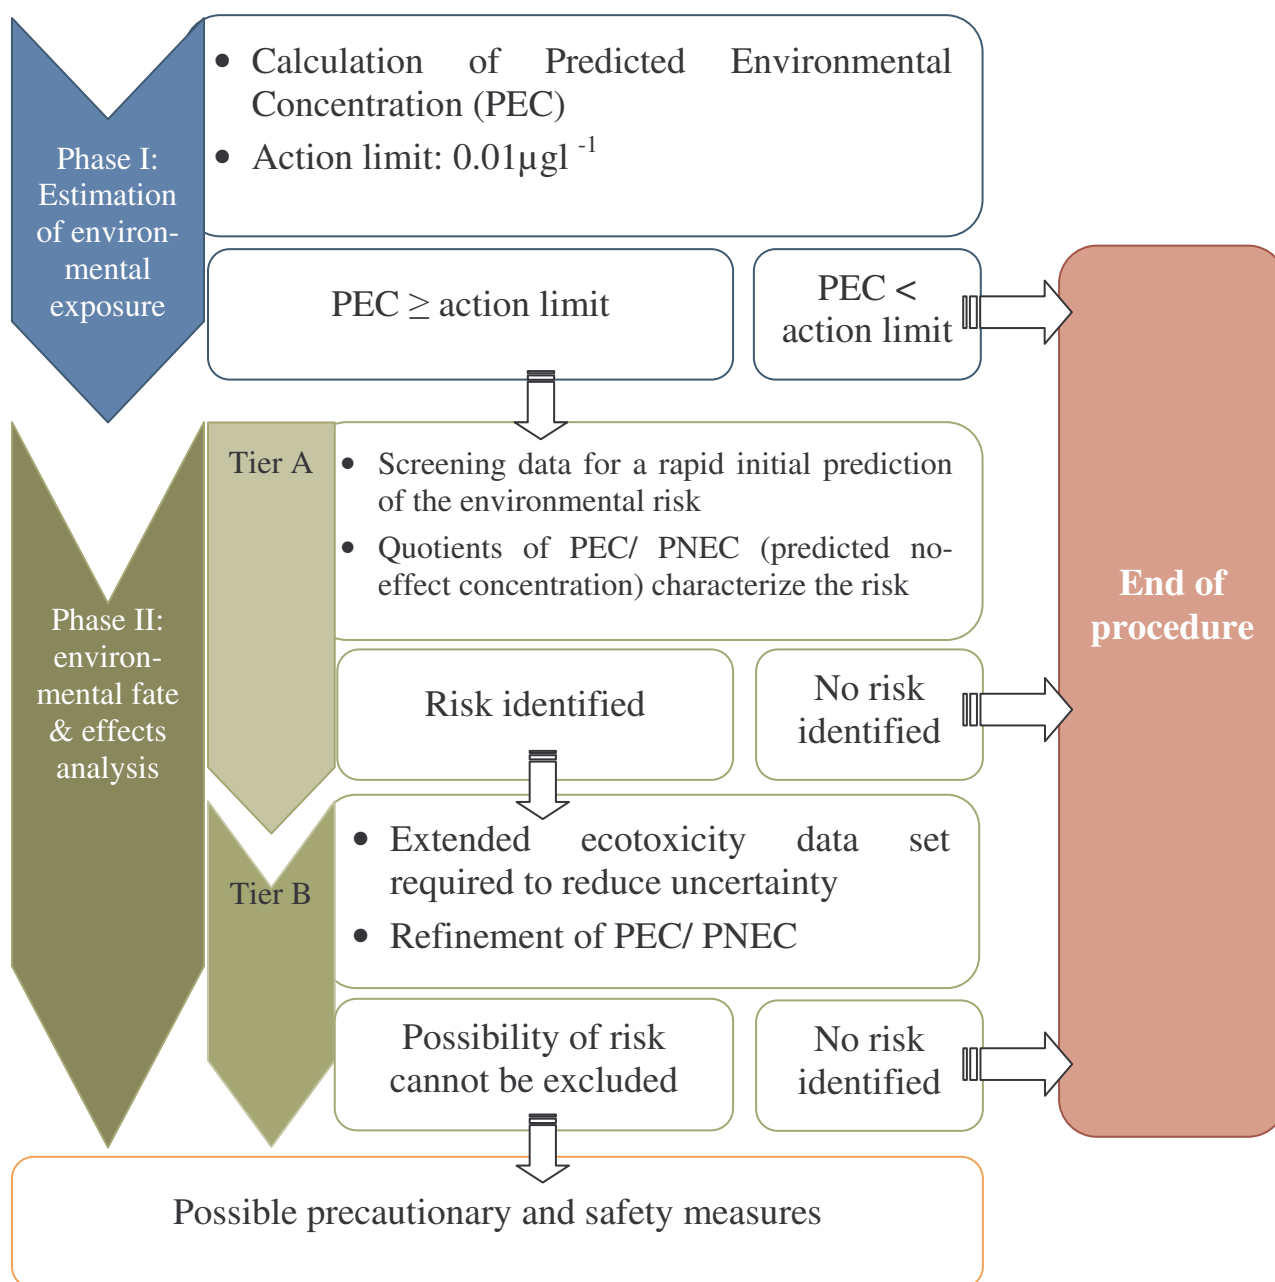 • Calculation of Predicted Environmental
Concentration (PEC)
• Action limit: 0.01µgl -1
Phase I:
Estimation
of environ-
mental
exposure
PEC ≥ action limit
PEC <
action limit
Tier A
• Screening data for a rapid initial prediction
of the environmental risk
• Quotients of PEC/ PNEC (predicted no-
effect concentration) characterize the risk
End of
procedure
Phase II:
environ-
mental fate
& effects
analysis
Risk identified
No risk
identified
Tier B
• Extended ecotoxicity data set
required to reduce uncertainty
• Refinement of PEC/ PNEC
Possibility of risk
cannot be excluded
No risk
identified
Possible precautionary and safety measures